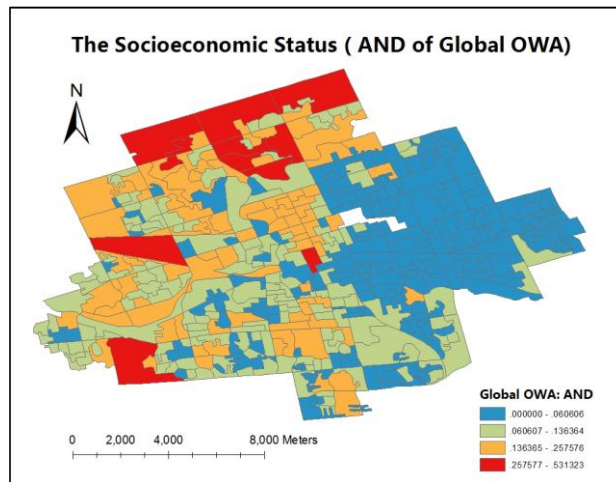 The Socioeconomic Status ( AND of Global OWA)
N
Global OWA: AND
.000000 - .060606
.060607 - .136364
.136365 - .257576
.257577 - .531323
0 2,000 4,000 8,000 Meters